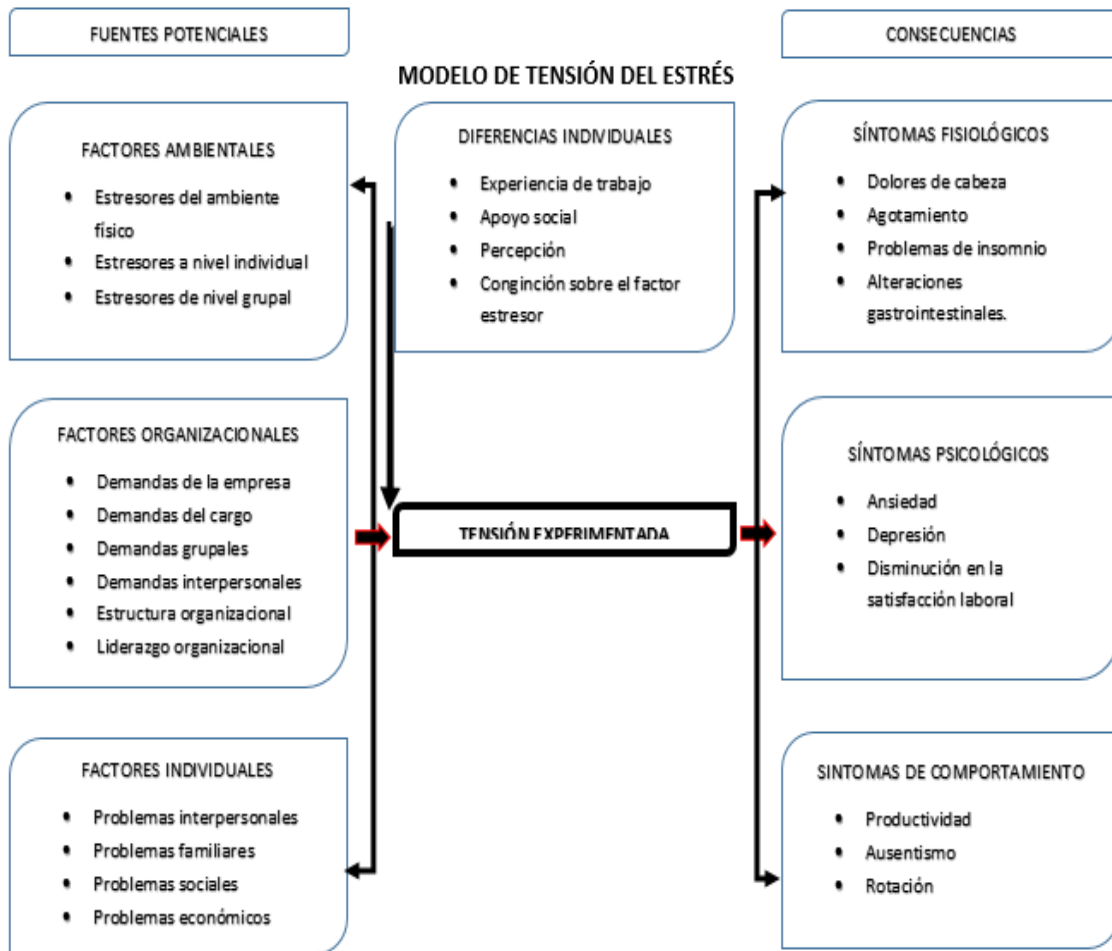 FUENTES POTENCIALES
CONSECUENCIAS
MODELO DE TENSIÓN DEL ESTRÉS
FACTORES AMBIENTALES
• Estresores del ambiente
físico
• Estresores a nivel individual
• Estresores de nivel grupal
DIFERENCIAS INDIVIDUALES
• Experiencia de trabajo
• Apoyo social
• Percepción
• Conginción sobre el factor
estresor
SÍNTOMAS FISIOLÓGICOS
• Dolores de cabeza
• Agotamiento
• Problemas de insomnio
• Alteraciones
gastrointestinales.
FACTORES ORGANIZACIONALES
• Demandas de la empresa
• Demandas del cargo
• Demandas grupales
• Demandas interpersonales
• Estructura organizacional
• Liderazgo organizacional
TENSIÓN EXPERIMENTADA
SÍNTOMAS PSICOLÓGICOS
• Ansiedad
• Depresión
• Disminución en la
satisfacción laboral
FACTORES INDIVIDUALES
• Problemas interpersonales
• Problemas familiares
• Problemas sociales
• Problemas económicos
SINTOMAS DE COMPORTAMIENTO
• Productividad
• Ausentismo
• Rotación